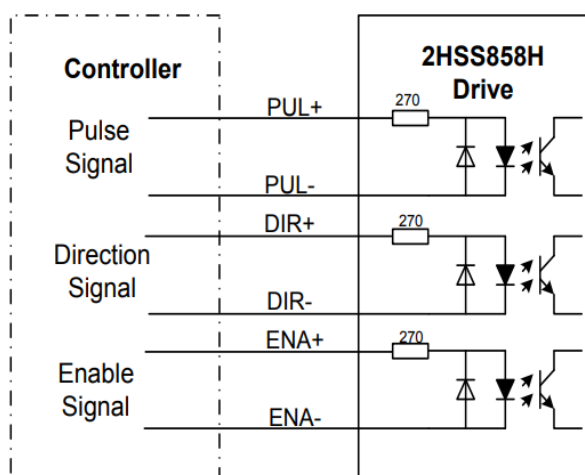 Controller
2HSS858H
Drive
PUL+
270
Pulse
Signal
PUL-
DIR+
270
Direction
Signal
DIR-
ENA+
270
Enable
Signal
ENA-